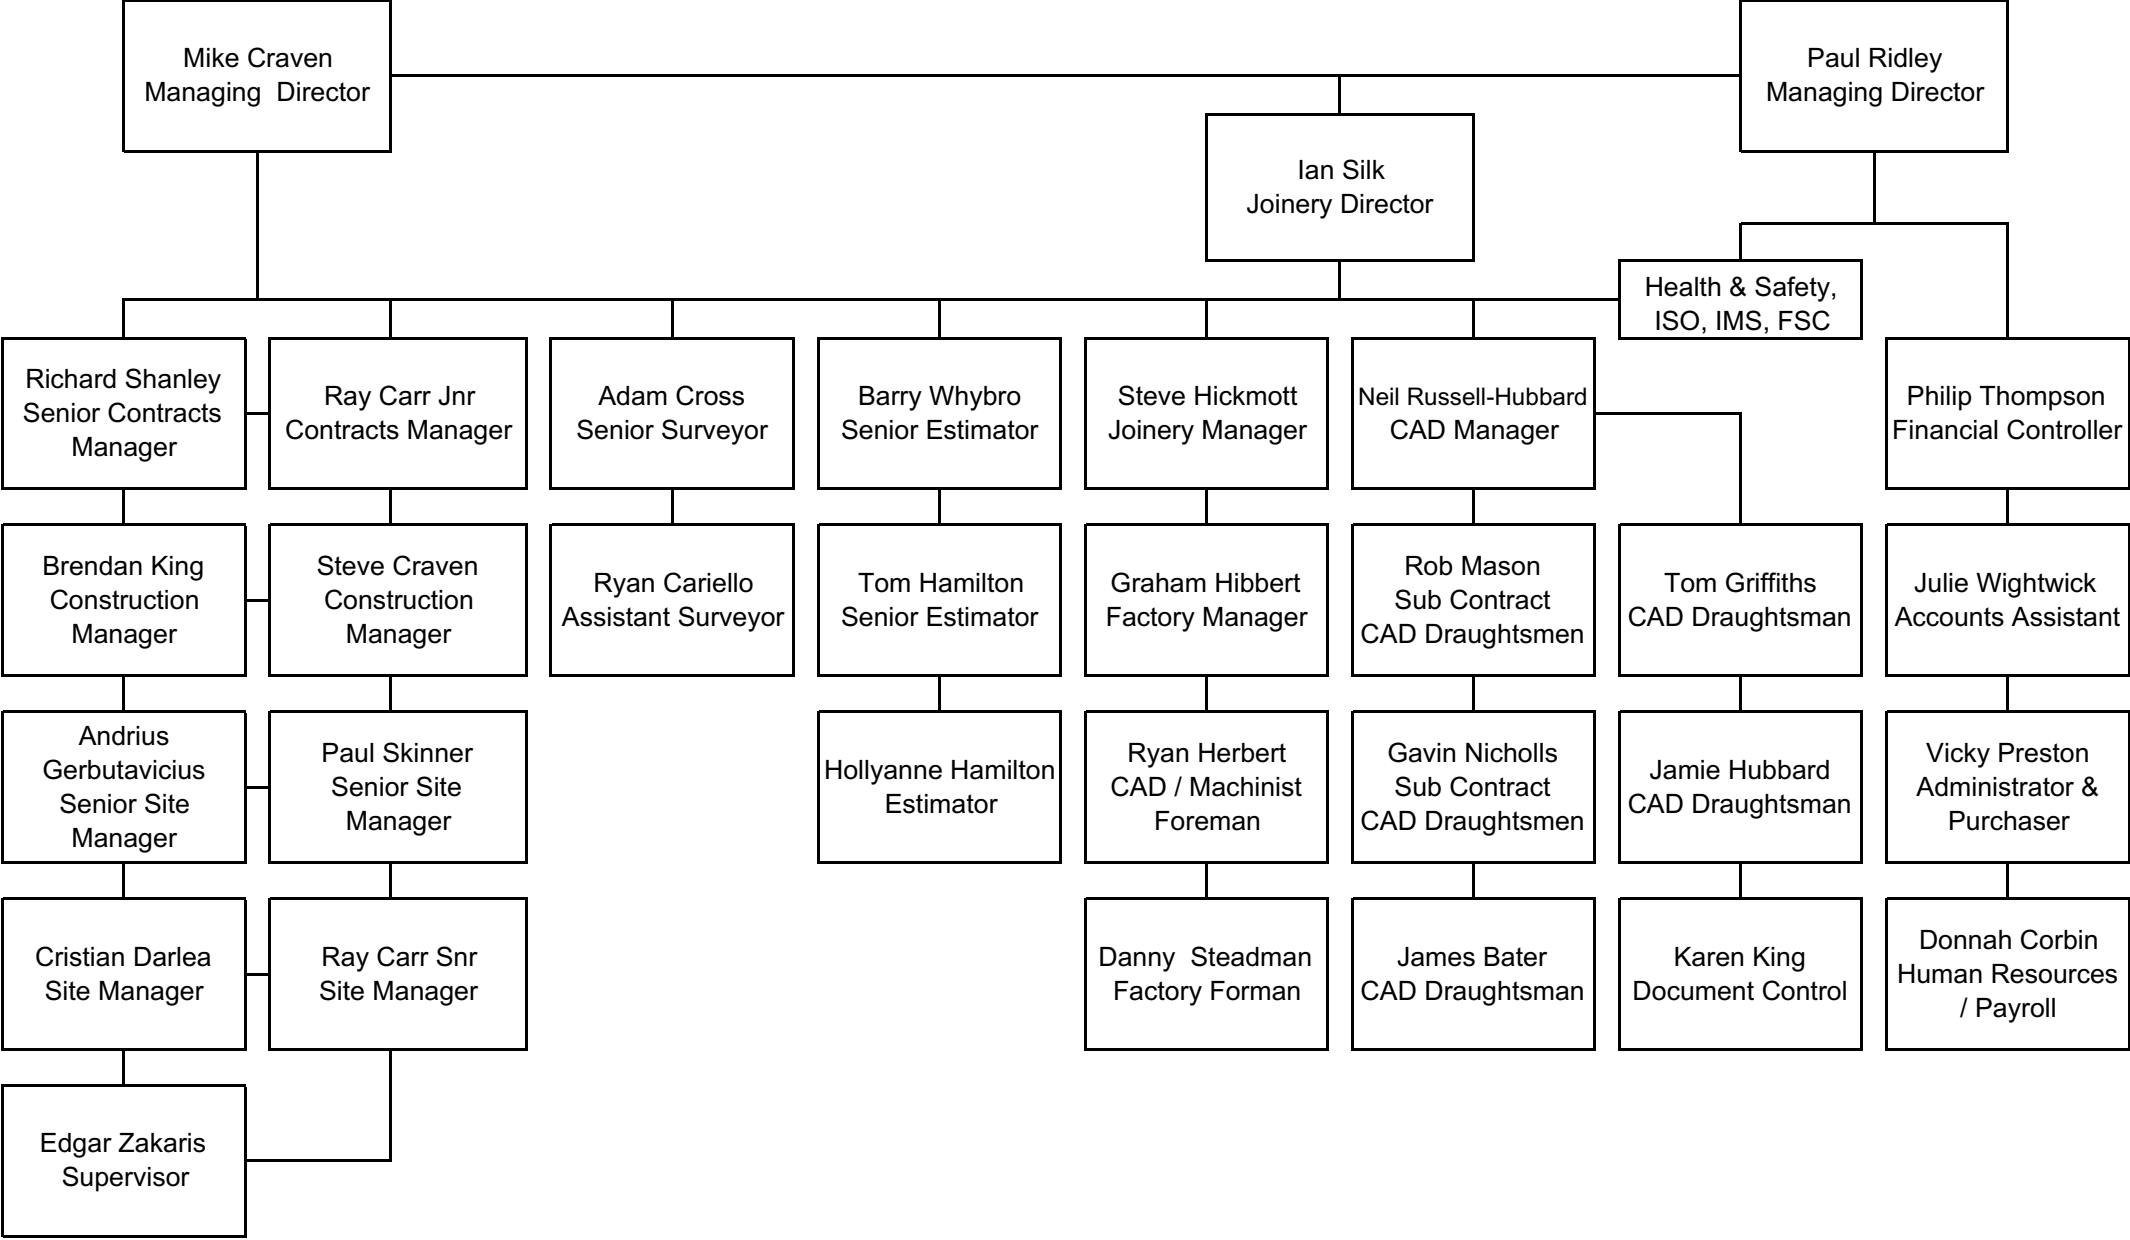 Mike Craven
Managing  Director
Paul Ridley
Managing Director
Ian Silk
Joinery Director
Health & Safety,
ISO, IMS, FSC
Richard Shanley
Senior Contracts
Manager
Ray Carr Jnr
Contracts Manager
Adam Cross
Senior Surveyor
Barry Whybro
Senior Estimator
Steve Hickmott
Joinery Manager
Neil Russell-Hubbard
CAD Manager
Philip Thompson
Financial Controller
Brendan King
Construction
Manager
Steve Craven
Construction
Manager
Ryan Cariello
Assistant Surveyor
Tom Hamilton
Senior Estimator
Graham Hibbert
Factory Manager
Rob Mason
Sub Contract
CAD Draughtsmen
Tom Griffiths
CAD Draughtsman
Julie Wightwick
Accounts Assistant
Andrius
Gerbutavicius
Senior Site
Manager
Paul Skinner
Senior Site
Manager
Hollyanne Hamilton
Estimator
Ryan Herbert
CAD / Machinist
Foreman
Gavin Nicholls
Sub Contract
CAD Draughtsmen
Jamie Hubbard
CAD Draughtsman
Vicky Preston
Administrator &
Purchaser
Cristian Darlea
Site Manager
Ray Carr Snr
Site Manager
Danny  Steadman
Factory Forman
James Bater
CAD Draughtsman
Karen King
Document Control
Donnah Corbin
Human Resources
/ Payroll
Edgar Zakaris
Supervisor